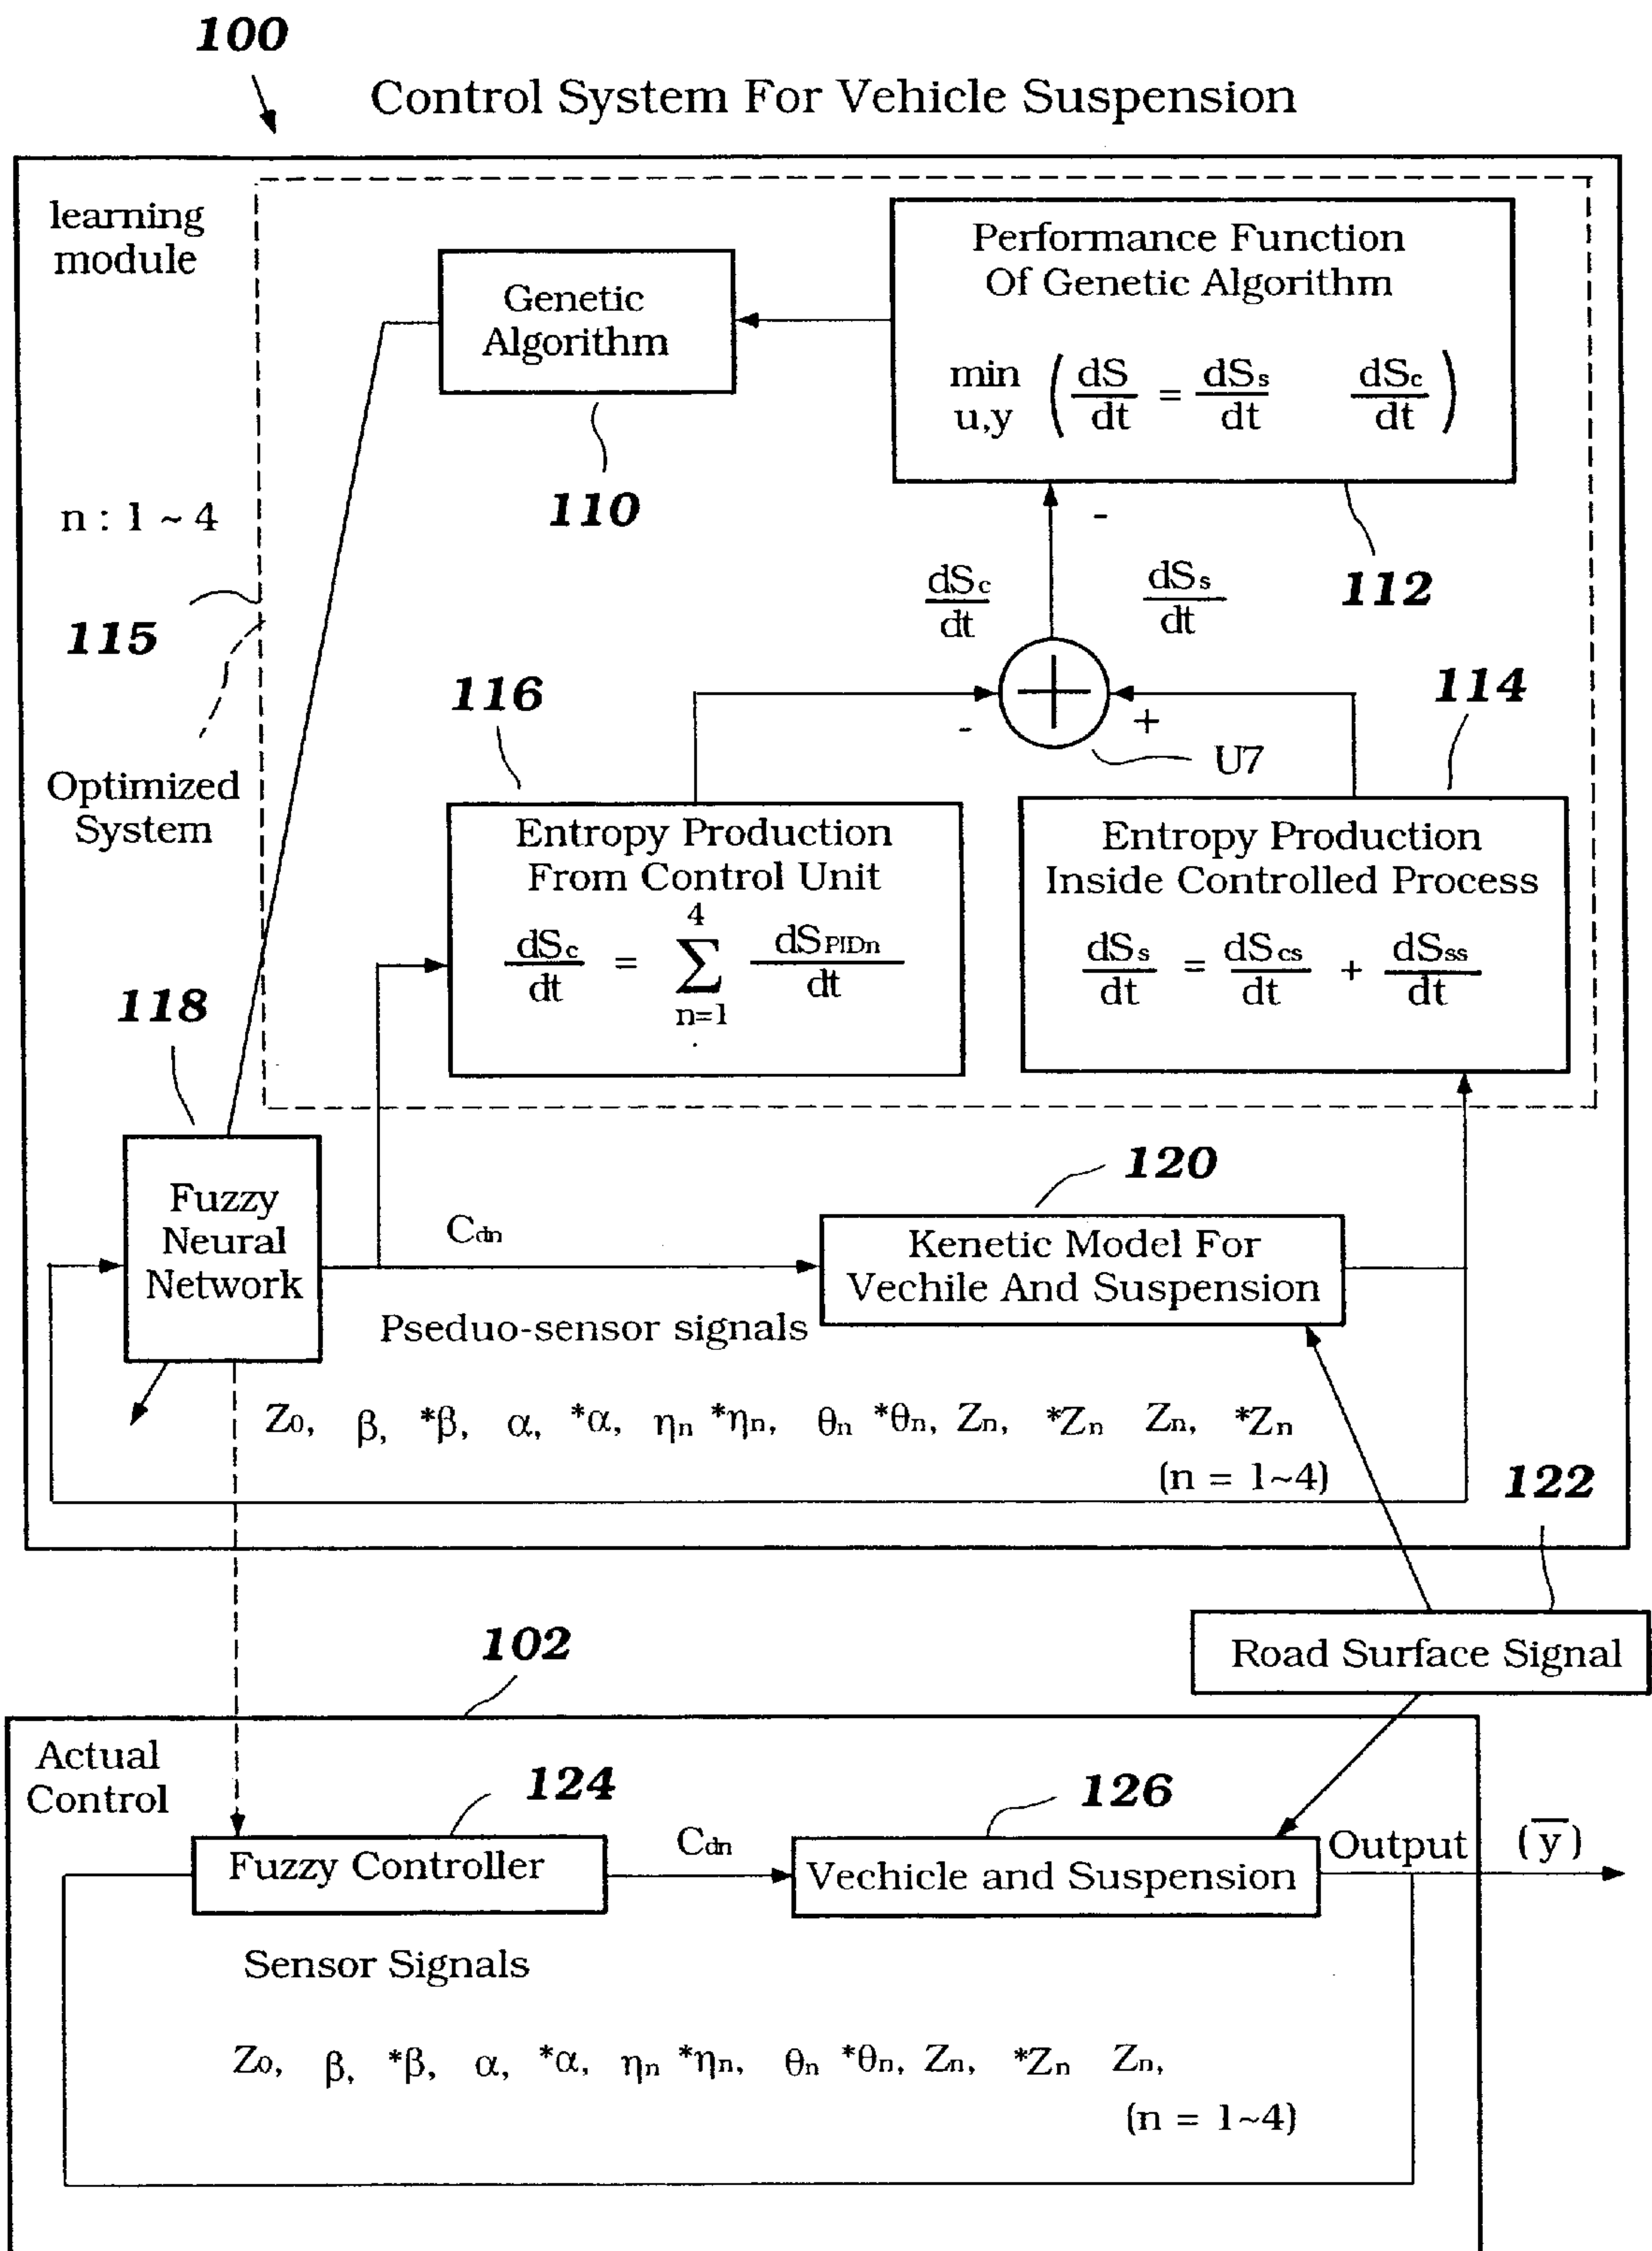 100
Control System For Vehicle Suspension
learning
module
Performance Function
Of Genetic Algorithm
min
u,y
( dS/dt = dSs/dt dSc/dt )
Genetic
Algorithm
110
n : 1 ~ 4
-
112
dSc/dt
dSs/dt
115
116
114
-
+
U7
Optimized
System
Entropy Production
From Control Unit
dSc/dt = 4 Σ n=1 dSPIDn/dt
Entropy Production
Inside Controlled Process
dSs/dt = dScs/dt + dSss/dt
118
120
Fuzzy
Neural
Network
Cdn
Kenetic Model For
Vechile And Suspension
Pseduo-sensor signals
Zo, β, *β, α, *α, ηn *ηn, θn *θn, Zn, *Zn Zn, *Zn
(n = 1~4)
122
Road Surface Signal
102
Actual
Control
124
126
Fuzzy Controller
Cdn
Vechicle and Suspension
Output (y̅)
Sensor Signals
Zo, β, *β, α, *α, ηn *ηn, θn *θn, Zn, *Zn Zn,
(n = 1~4)